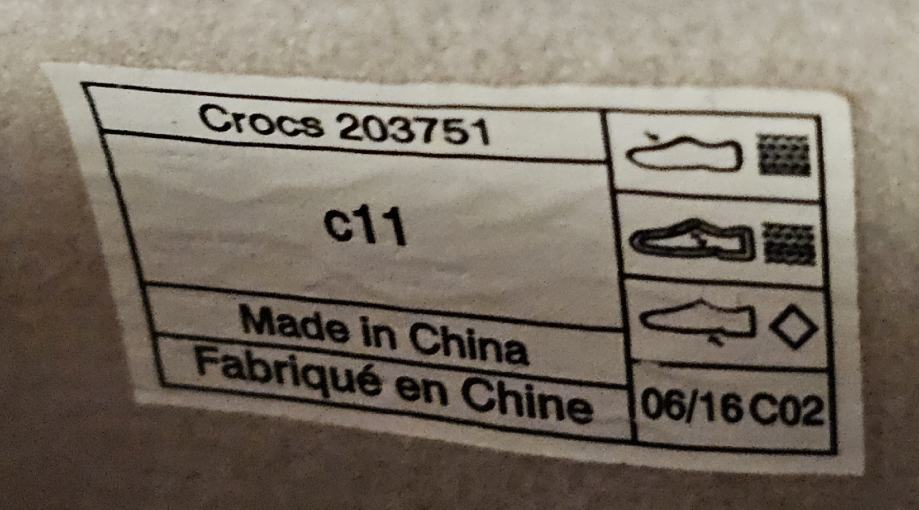 Crocs 203751
c11
Made in China
Fabriqué en Chine
06/16 C02